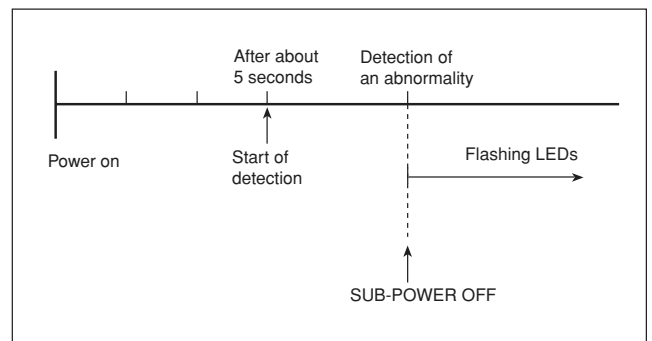 After about
5 seconds
Detection of
an abnormality
Power on
Start of
detection
Flashing LEDs
SUB-POWER OFF